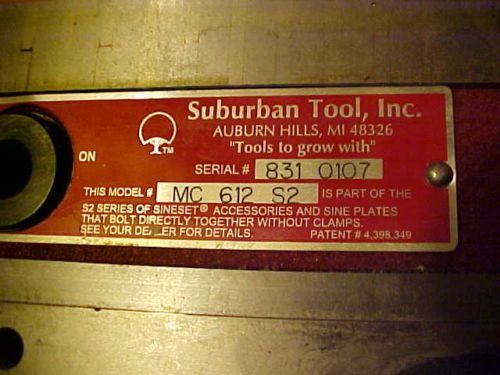 Suburban Tool, Inc.
AUBURN HILLS, MI 48326
"Tools to grow with"
TM
ON
SERIAL # 831 0107
THIS MODEL # MC 612 S2 IS PART OF THE
S2 SERIES OF SINESET® ACCESSORIES AND SINE PLATES
THAT BOLT DIRECTLY TOGETHER WITHOUT CLAMPS.
SEE YOUR DEALER FOR DETAILS. PATENT # 4,398,349